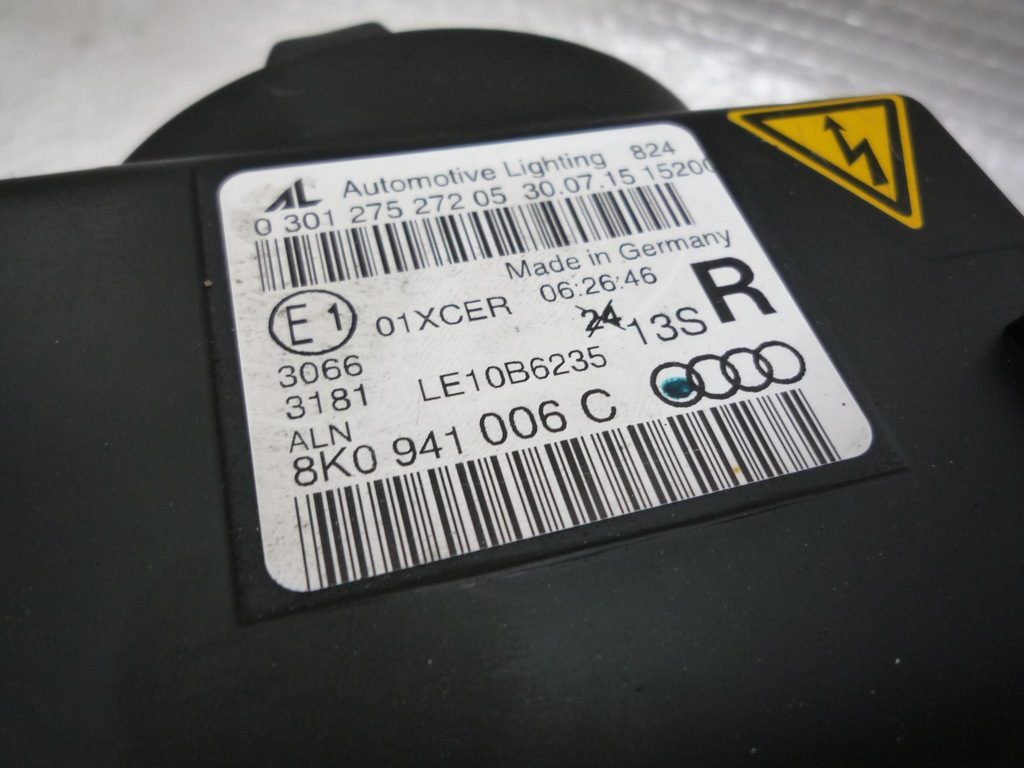 AL Automotive Lighting 824
0 301 275 272 05 30.07.15 15200
Made in Germany
E1 01XCER 06:26:46
24 13S R
3066
3181 LE10B6235
ALN
8K0 941 006 C